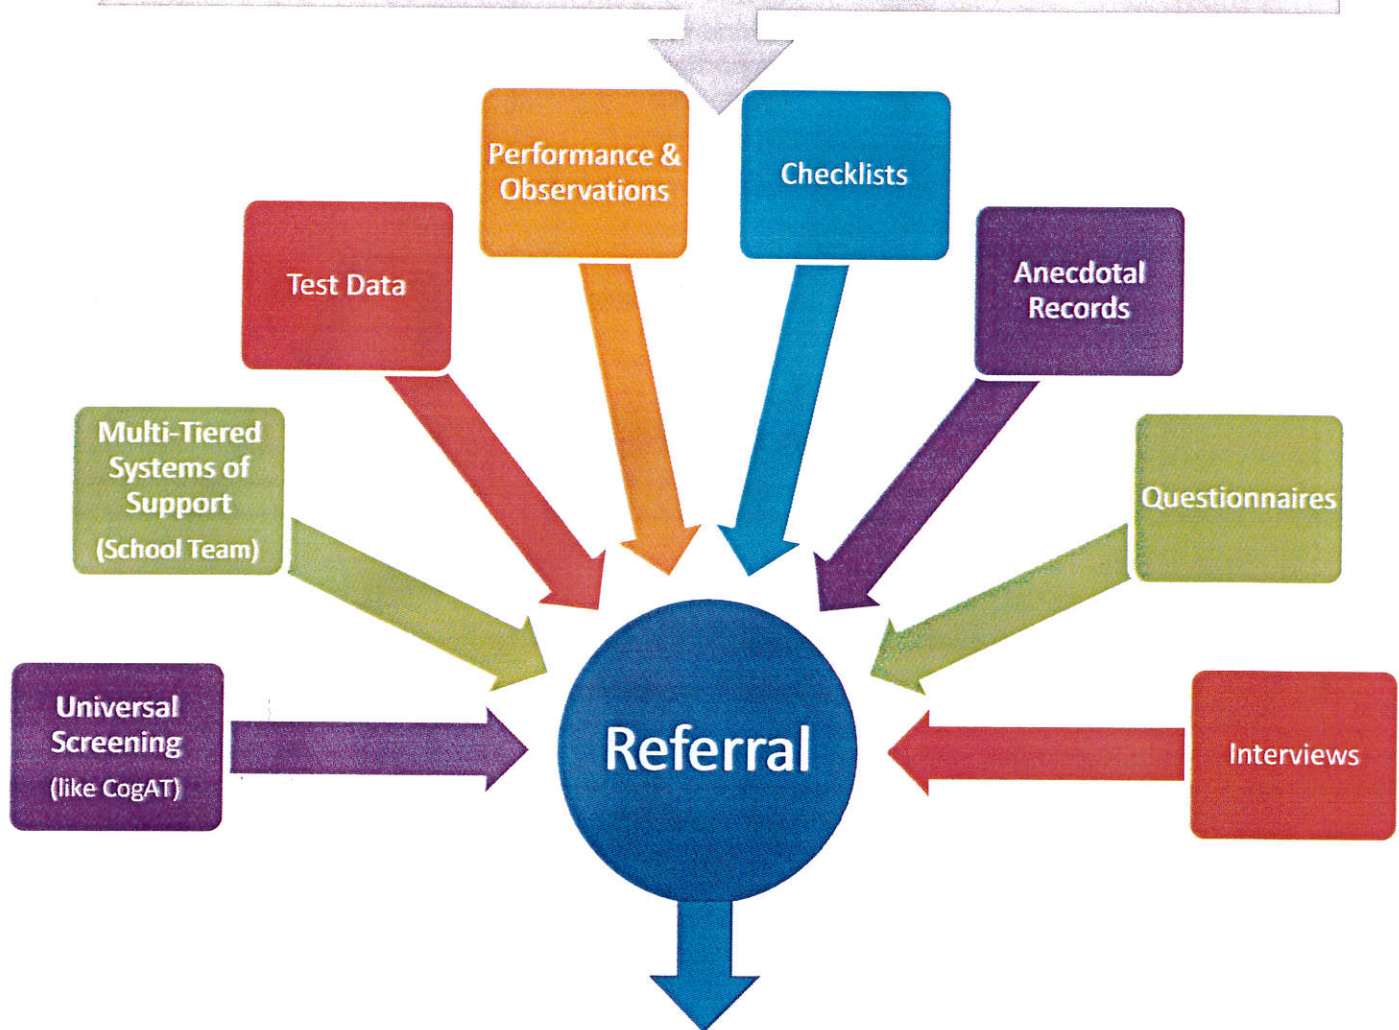 Performance &
Observations
Checklists
Test Data
Anecdotal
Records
Multi-Tiered
Systems of
Support
(School Team)
Questionnaires
Universal
Screening
(like CogAT)
Referral
Interviews